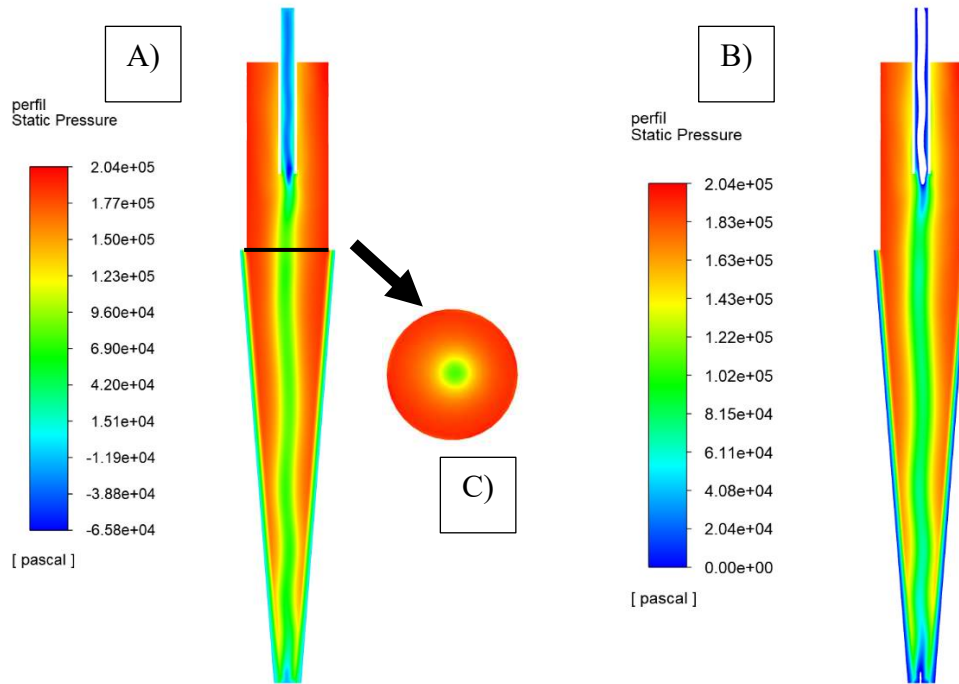 A)
perfil
Static Pressure
2.04e+05
1.77e+05
1.50e+05
1.23e+05
9.60e+04
6.90e+04
4.20e+04
1.51e+04
-1.19e+04
-3.88e+04
-6.58e+04
[ pascal ]
C)
B)
perfil
Static Pressure
2.04e+05
1.83e+05
1.63e+05
1.43e+05
1.22e+05
1.02e+05
8.15e+04
6.11e+04
4.08e+04
2.04e+04
0.00e+00
[ pascal ]